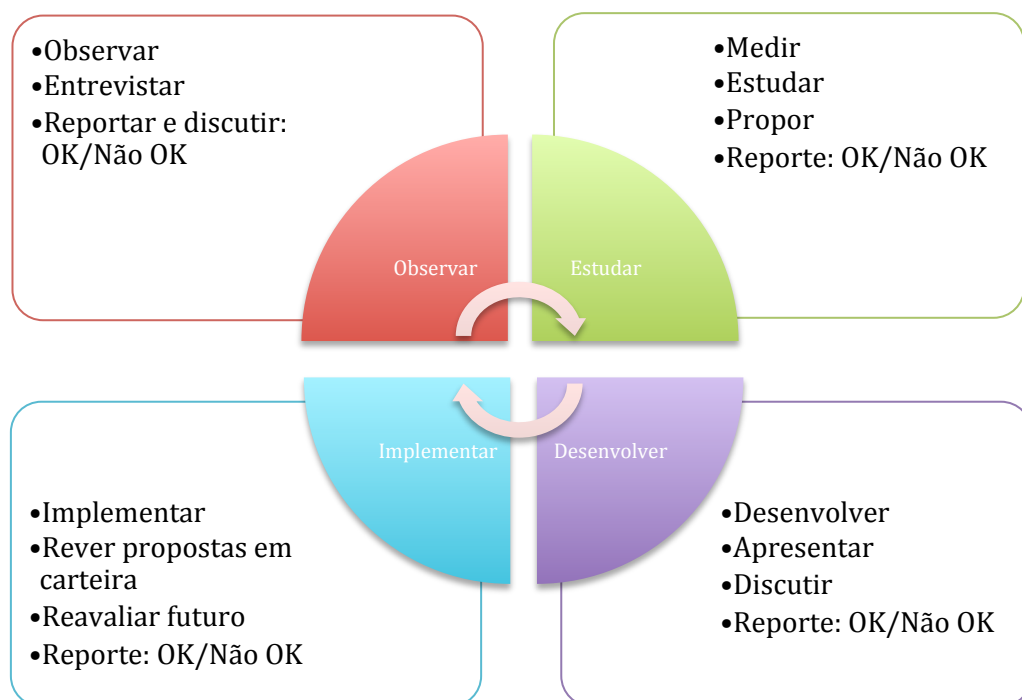 •Observar
•Entrevistar
•Reportar e discutir:
OK/Não OK
•Medir
•Estudar
•Propor
•Reporte: OK/Não OK
Observar
Estudar
Implementar
Desenvolver
•Implementar
•Rever propostas em
carteira
•Reavaliar futuro
•Reporte: OK/Não OK
•Desenvolver
•Apresentar
•Discutir
•Reporte: OK/Não OK